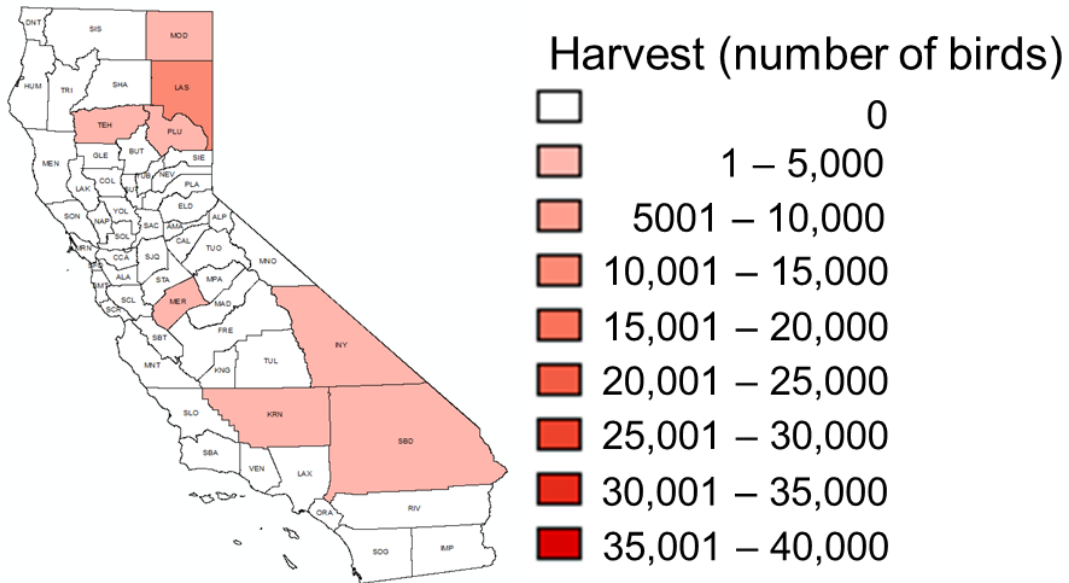 DNT
SIS
MOD
HUM
TRI
SHA
LAS
TEH
PLU
MEN
GLE
BUT
SIE
LAK
COL
NEV
PLA
YOL
ELD
SON
NAP
SAC
AMA
ALP
SOL
CAL
TUO
MNO
CCA
SJQ
ALA
STA
MPA
SCL
MER
MAD
SBT
FRE
INY
MNT
KNG
TUL
SLO
KRN
SBD
SBA
VEN
LAX
ORA
RIV
SDG
IMP
Harvest (number of birds)
0
1 – 5,000
5001 – 10,000
10,001 – 15,000
15,001 – 20,000
20,001 – 25,000
25,001 – 30,000
30,001 – 35,000
35,001 – 40,000